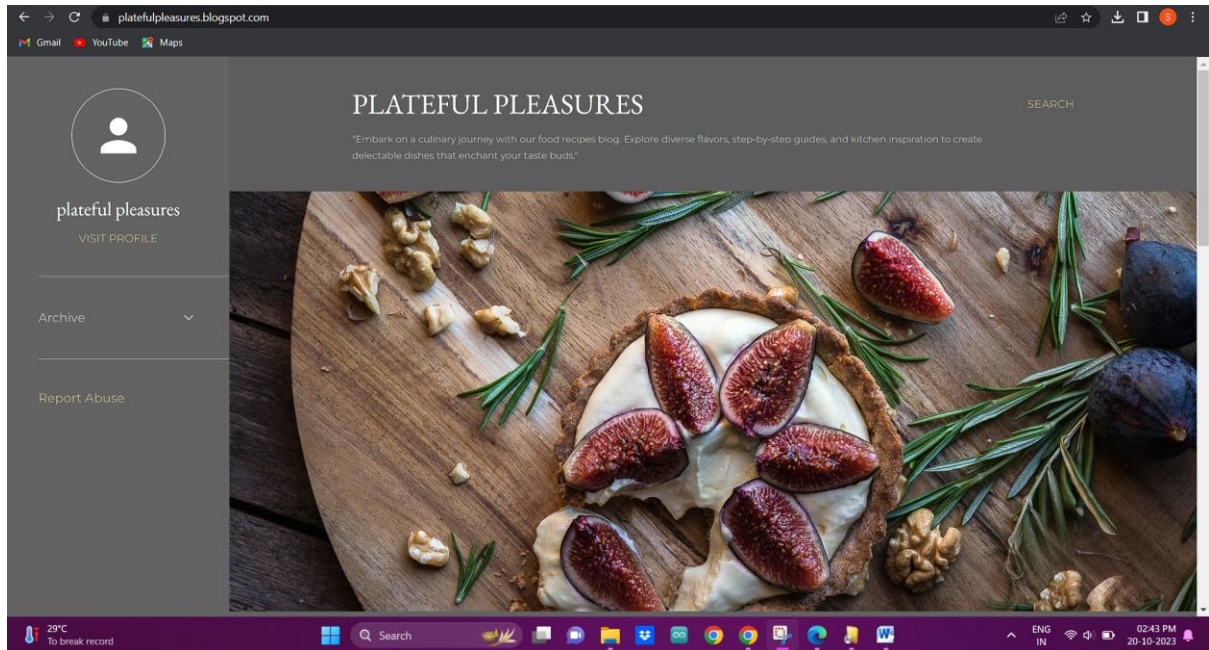 platefulpleasures.blogspot.com
S
Gmail YouTube Maps
PLATEFUL PLEASURES
SEARCH
"Embark on a culinary journey with our food recipes blog. Explore diverse flavors, step-by-step guides, and kitchen inspiration to create
delectable dishes that enchant your taste buds."
plateful pleasures
VISIT PROFILE
Archive
Report Abuse
29°C
To break record
Search
ENG
IN
02:43 PM
20-10-2023